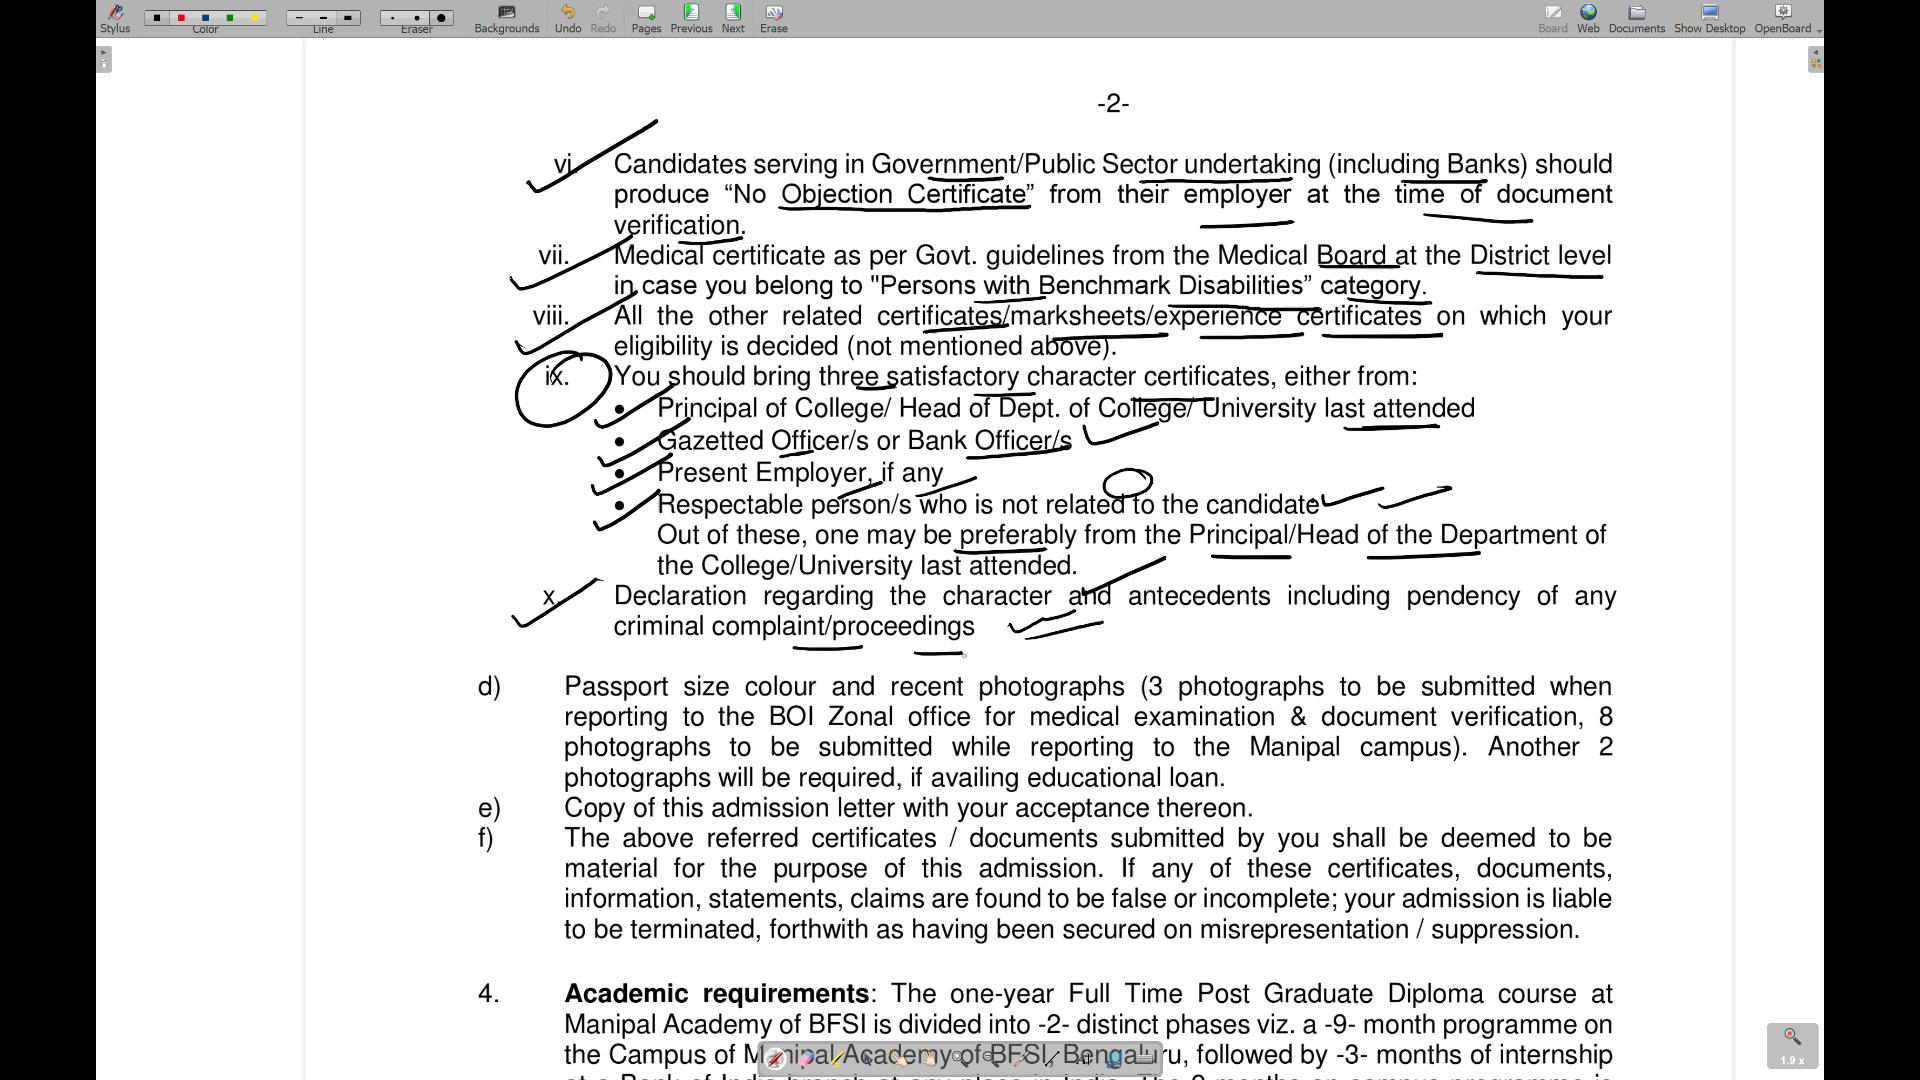 Stylus Color Line Eraser Backgrounds Undo Redo Pages Previous Next Erase Board Web Documents Show Desktop OpenBoard
-2-
vi. Candidates serving in Government/Public Sector undertaking (including Banks) should
produce “No Objection Certificate” from their employer at the time of document
verification.
vii. Medical certificate as per Govt. guidelines from the Medical Board at the District level
in case you belong to "Persons with Benchmark Disabilities” category.
viii. All the other related certificates/marksheets/experience certificates on which your
eligibility is decided (not mentioned above).
ix. You should bring three satisfactory character certificates, either from:
● Principal of College/ Head of Dept. of College/ University last attended
● Gazetted Officer/s or Bank Officer/s
● Present Employer, if any
● Respectable person/s who is not related to the candidate
Out of these, one may be preferably from the Principal/Head of the Department of
the College/University last attended.
x. Declaration regarding the character and antecedents including pendency of any
criminal complaint/proceedings
d) Passport size colour and recent photographs (3 photographs to be submitted when
reporting to the BOI Zonal office for medical examination & document verification, 8
photographs to be submitted while reporting to the Manipal campus). Another 2
photographs will be required, if availing educational loan.
e) Copy of this admission letter with your acceptance thereon.
f) The above referred certificates / documents submitted by you shall be deemed to be
material for the purpose of this admission. If any of these certificates, documents,
information, statements, claims are found to be false or incomplete; your admission is liable
to be terminated, forthwith as having been secured on misrepresentation / suppression.
4. Academic requirements: The one-year Full Time Post Graduate Diploma course at
Manipal Academy of BFSI is divided into -2- distinct phases viz. a -9- month programme on
the Campus of Manipal Academy of BFSI, Bengaluru, followed by -3- months of internship
1.9 x